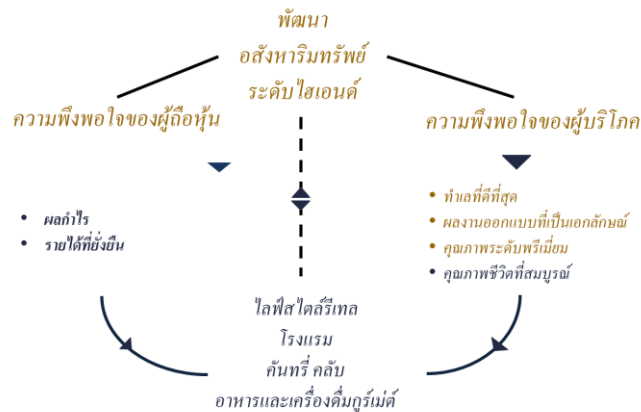 พัฒนา
อสังหาริมทรัพย์
ระดับไฮเอนด์
ความพึงพอใจของผู้ถือหุ้น
ความพึงพอใจของผู้บริโภค
• ผลกำไร
• รายได้ที่ยั่งยืน
• ทำเลที่ดีที่สุด
• ผลงานออกแบบที่เป็นเอกลักษณ์
• คุณภาพระดับพรีเมี่ยม
• คุณภาพชีวิตที่สมบูรณ์
ไลฟ์สไตล์รีเทล
โรงแรม
คันทรี่ คลับ
อาหารและเครื่องดื่มกูร์เม่ต์